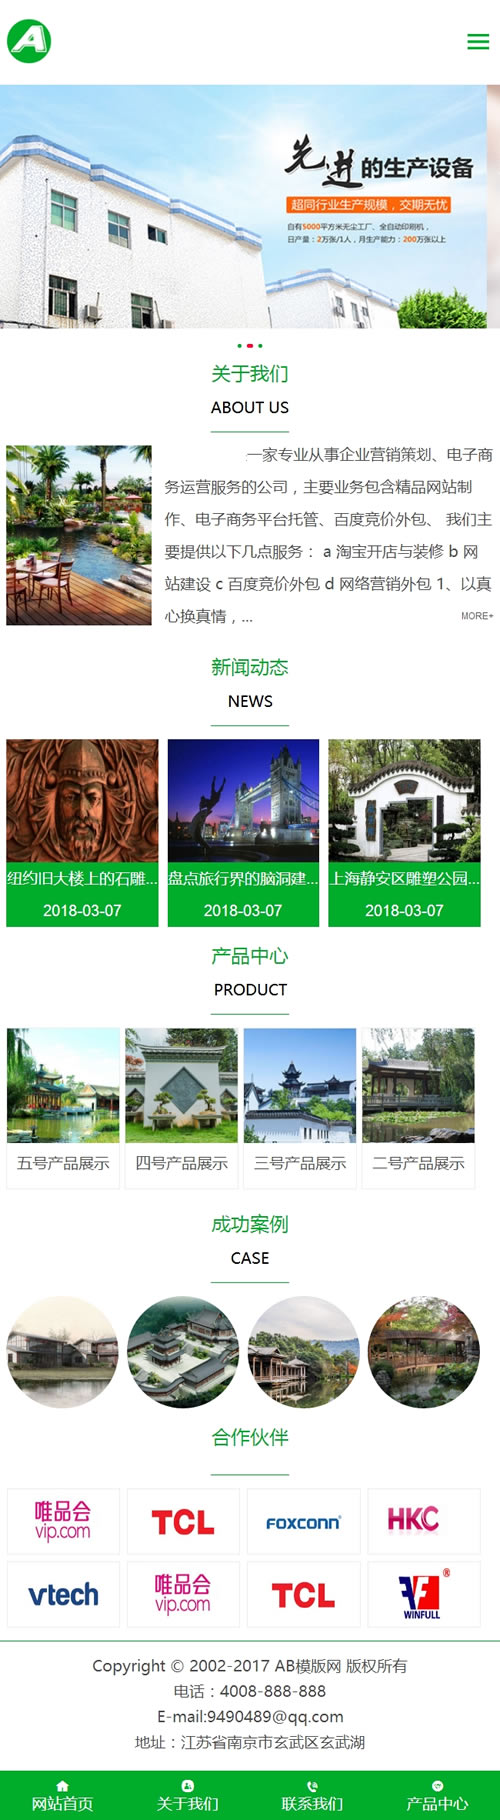 A
先进的生产设备
超同行业生产规模，交期无忧
自有5000平方米无尘工厂、全自动印刷机，
日产量：2万张/1人，月生产能力：200万张以上
关于我们
ABOUT US
一家专业从事企业营销策划、电子商
务运营服务的公司，主要业务包含精品网站制
作、电子商务平台托管、百度竞价外包、 我们主
要提供以下几点服务： a 淘宝开店与装修 b 网
站建设 c 百度竞价外包 d 网络营销外包 1、以真
心换真情，...
MORE+
新闻动态
NEWS
纽约旧大楼上的石雕... 盘点旅行界的脑洞建... 上海静安区雕塑公园...
2018-03-07 2018-03-07 2018-03-07
产品中心
PRODUCT
五号产品展示 四号产品展示 三号产品展示 二号产品展示
成功案例
CASE
合作伙伴
唯品会
vip.com
TCL
FOXCONN
HKC
vtech
唯品会
vip.com
TCL
WINFULL
Copyright © 2002-2017 AB模版网 版权所有
电话：4008-888-888
E-mail:9490489@qq.com
地址：江苏省南京市玄武区玄武湖
网站首页 关于我们 联系我们 产品中心